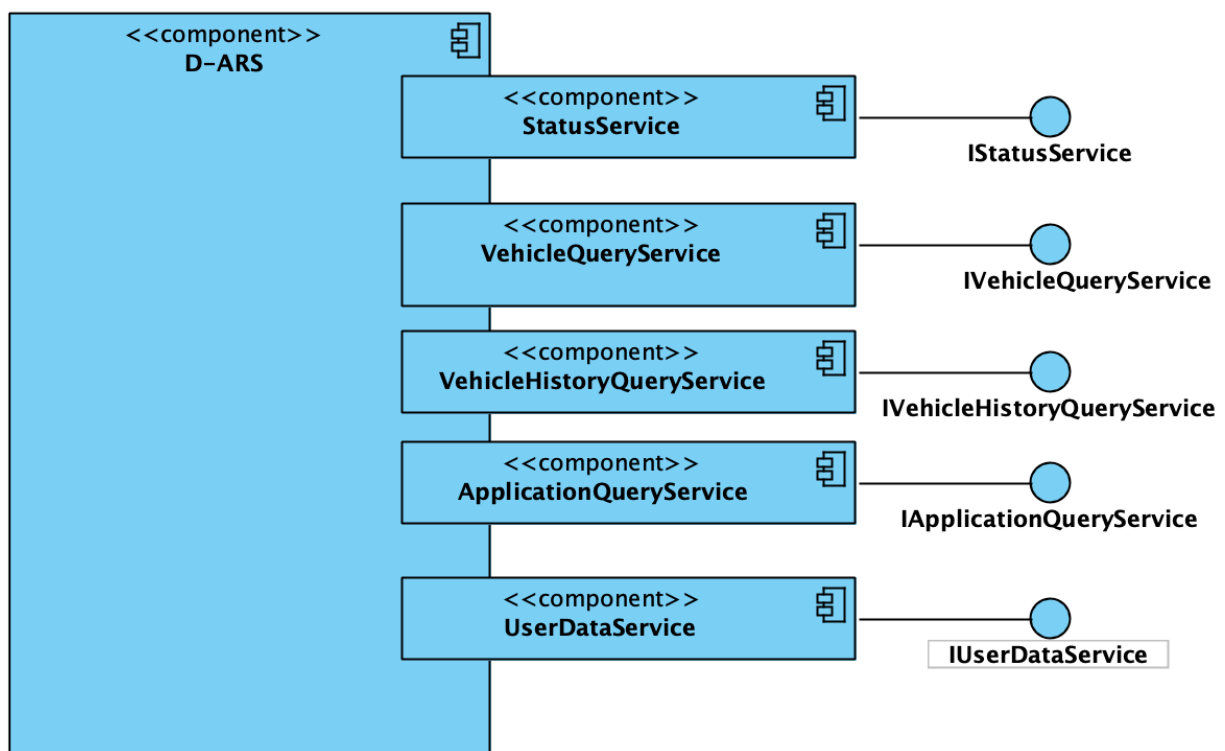 <<component>>
D-ARS
<<component>>
StatusService
IStatusService
<<component>>
VehicleQueryService
IVehicleQueryService
<<component>>
VehicleHistoryQueryService
IVehicleHistoryQueryService
<<component>>
ApplicationQueryService
IApplicationQueryService
<<component>>
UserDataService
IUserDataService